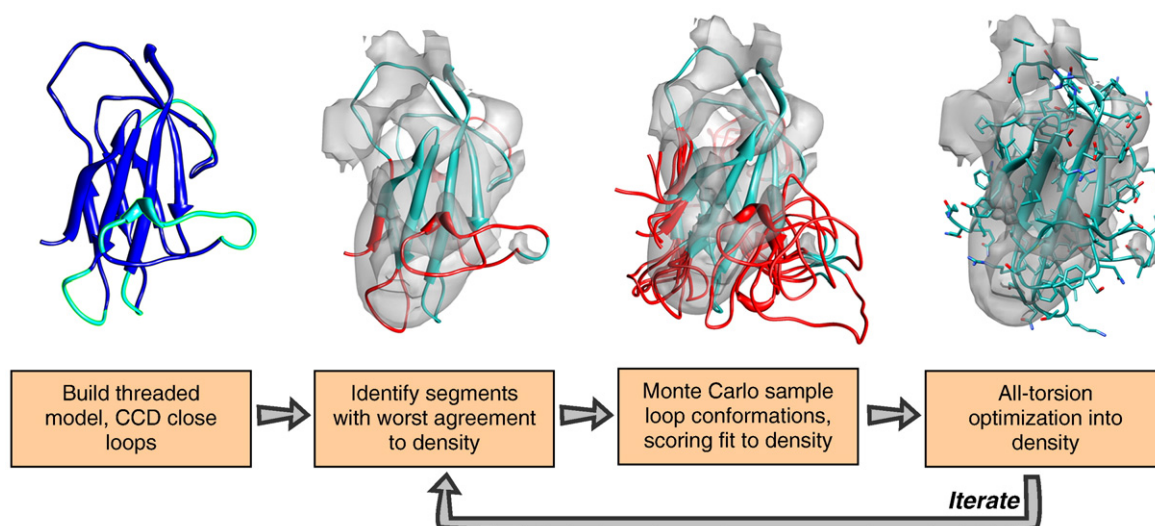 Build threaded
model, CCD close
loops
Identify segments
with worst agreement
to density
Monte Carlo sample
loop conformations,
scoring fit to density
All-torsion
optimization into
density
Iterate